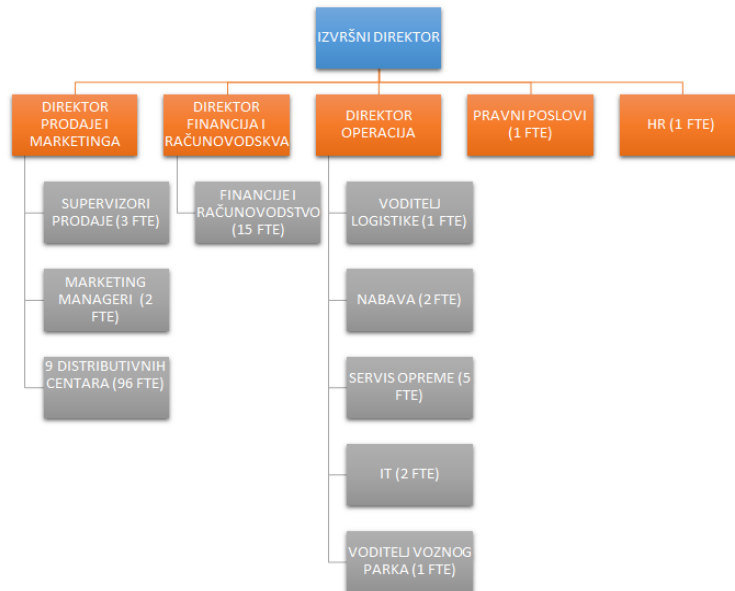 IZVRŠNI DIREKTOR
DIREKTOR
PRODAJE I
MARKETINGA
DIREKTOR
FINANCIJA I
RAČUNOVODSKVA
DIREKTOR
OPERACIJA
PRAVNI POSLOVI
(1 FTE)
HR (1 FTE)
SUPERVIZORI
PRODAJE (3 FTE)
MARKETING
MANAGERI (2
FTE)
9 DISTRIBUTIVNIH
CENTARA (96 FTE)
FINANCIJE I
RAČUNOVODSTVO
(15 FTE)
VODITELJ
LOGISTIKE (1 FTE)
NABAVA (2 FTE)
SERVIS OPREME (5
FTE)
IT (2 FTE)
VODITELJ VOZNOG
PARKA (1 FTE)